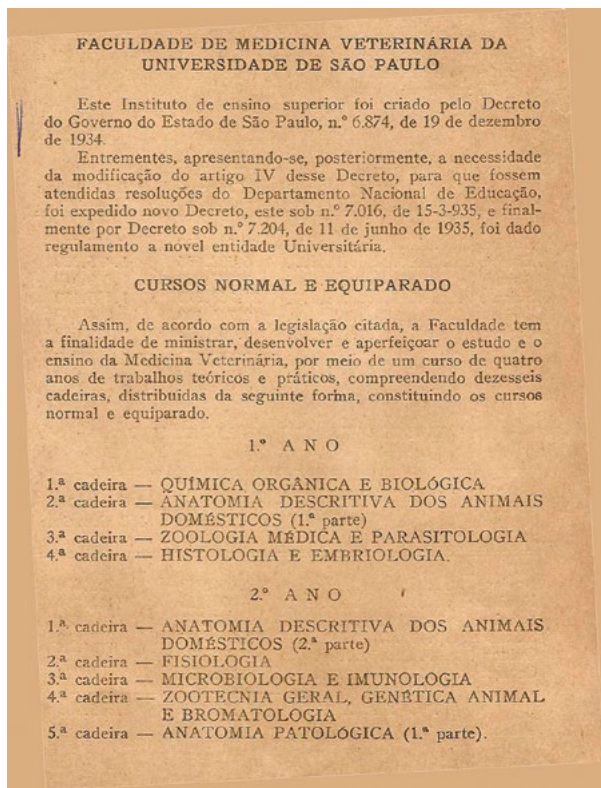 FACULDADE DE MEDICINA VETERINÁRIA DA
UNIVERSIDADE DE SÃO PAULO
Este Instituto de ensino superior foi criado pelo Decreto
do Governo do Estado de São Paulo, n.º 6.874, de 19 de dezembro
de 1934.
Entrementes, apresentando-se, posteriormente, a necessidade
da modificação do artigo IV desse Decreto, para que fossem
atendidas resoluções do Departamento Nacional de Educação,
foi expedido novo Decreto, este sob n.º 7.016, de 15-3-935, e final-
mente por Decreto sob n.º 7.204, de 11 de junho de 1935, foi dado
regulamento a novel entidade Universitária.
CURSOS NORMAL E EQUIPARADO
Assim, de acordo com a legislação citada, a Faculdade tem
a finalidade de ministrar, desenvolver e aperfeiçoar o estudo e o
ensino da Medicina Veterinária, por meio de um curso de quatro
anos de trabalhos teóricos e práticos, compreendendo dezesseis
cadeiras, distribuidas da seguinte forma, constituindo os cursos
normal e equiparado.
1.º ANO
1.ª cadeira — QUÍMICA ORGÂNICA E BIOLÓGICA
2.ª cadeira — ANATOMIA DESCRITIVA DOS ANIMAIS
DOMÉSTICOS (1.ª parte)
3.ª cadeira — ZOOLOGIA MÉDICA E PARASITOLOGIA
4.ª cadeira — HISTOLOGIA E EMBRIOLOGIA.
2.º ANO
1.ª cadeira — ANATOMIA DESCRITIVA DOS ANIMAIS
DOMÉSTICOS (2.ª parte)
2.ª cadeira — FISIOLOGIA
3.ª cadeira — MICROBIOLOGIA E IMUNOLOGIA
4.ª cadeira — ZOOTECNIA GERAL, GENÉTICA ANIMAL
E BROMATOLOGIA
5.ª cadeira — ANATOMIA PATOLÓGICA (1.ª parte).